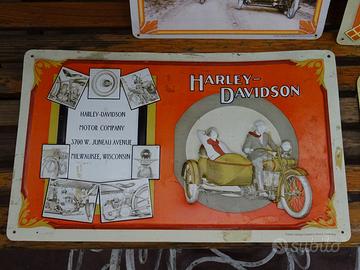 HARLEY-DAVIDSON
MOTOR COMPANY
3700 W. JUNEAU AVENUE
MILWAUKEE, WISCONSIN
HARLEY-
DAVIDSON
subito